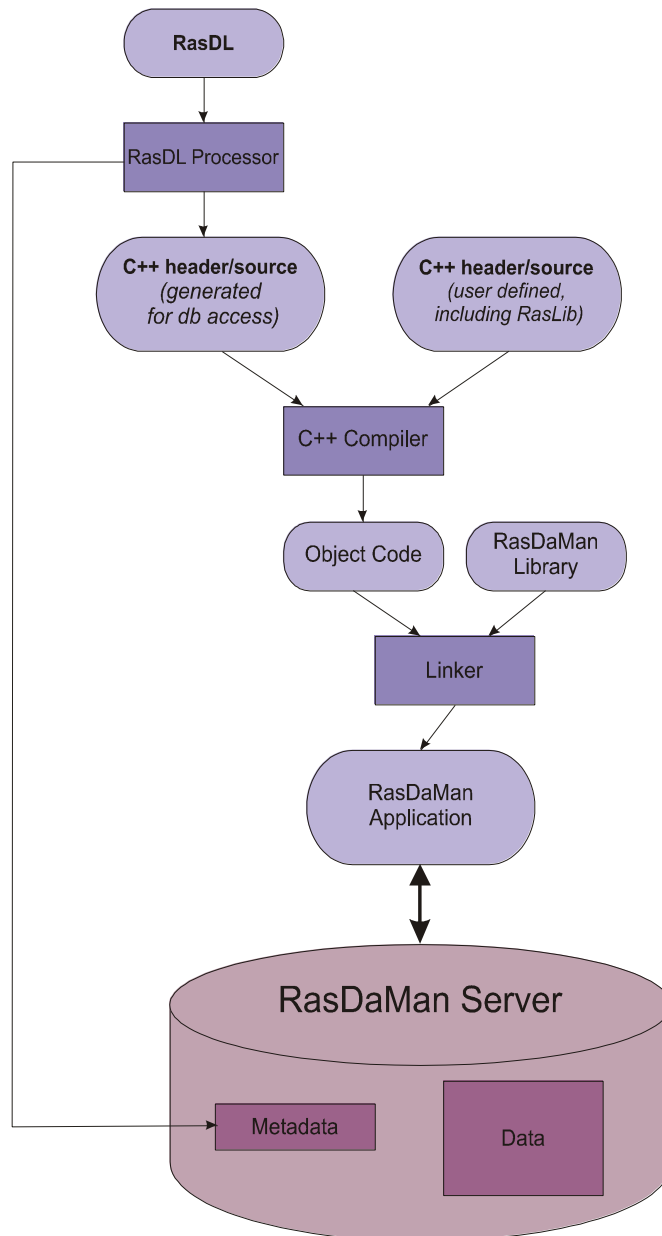 RasDL
RasDL Processor
C++ header/source
(generated
for db access)
C++ header/source
(user defined,
including RasLib)
C++ Compiler
Object Code
RasDaMan
Library
Linker
RasDaMan
Application
RasDaMan Server
Metadata
Data